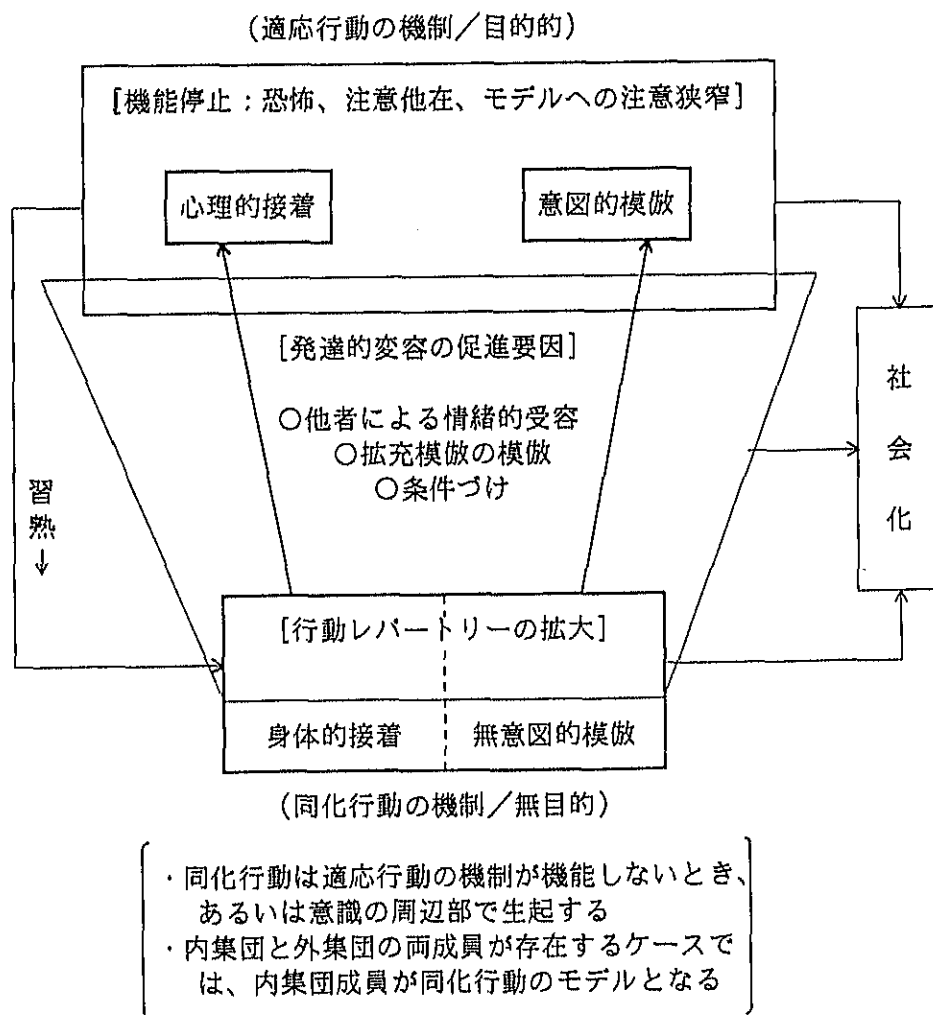 (適応行動の機制／目的的)
[機能停止：恐怖、注意他在、モデルへの注意狭窄]
心理的接着
意図的模倣
[発達的変容の促進要因]
○他者による情緒的受容
○拡充模倣の模倣
○条件づけ
習熟→
社会化
[行動レパートリーの拡大]
身体的接着
無意図的模倣
(同化行動の機制／無目的)
・同化行動は適応行動の機制が機能しないとき、
あるいは意識の周辺部で生起する
・内集団と外集団の両成員が存在するケースで
は、内集団成員が同化行動のモデルとなる